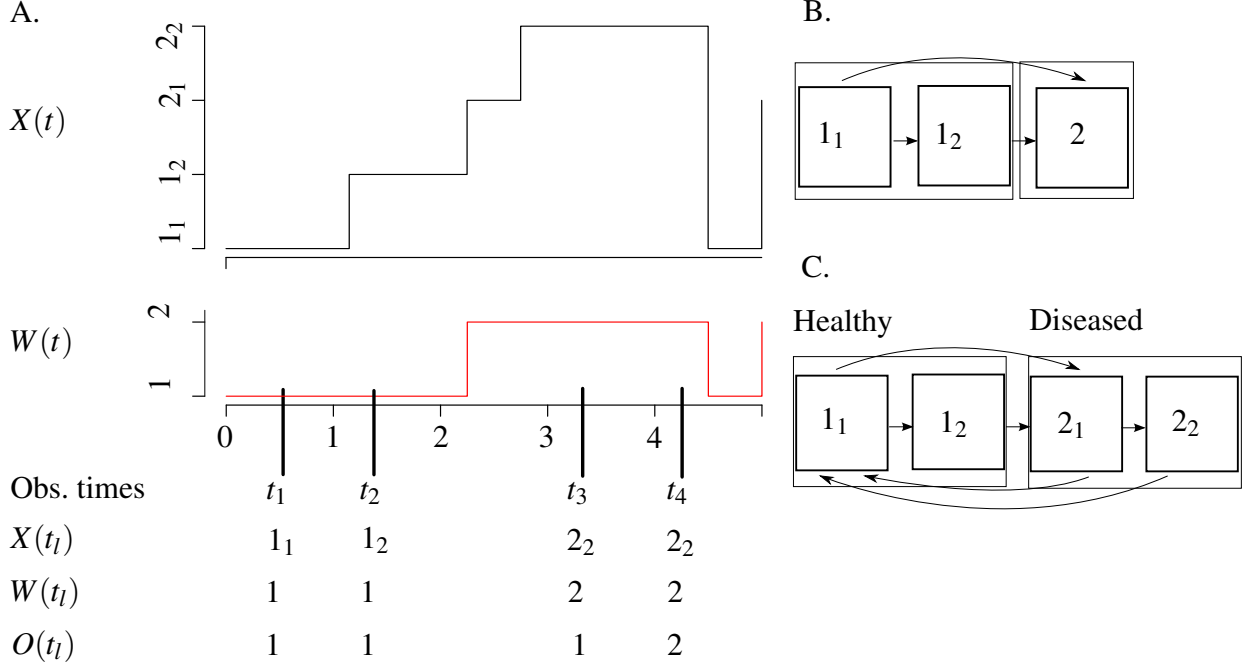 A.
X(t)
2₂
2₁
1₂
1₁
W(t)
2
1
0 1 2 3 4
Obs. times t₁ t₂ t₃ t₄
X(tₗ) 1₁ 1₂ 2₂ 2₂
W(tₗ) 1 1 2 2
O(tₗ) 1 1 1 2
B.
1₁ 1₂ 2
C.
Healthy Diseased
1₁ 1₂ 2₁ 2₂